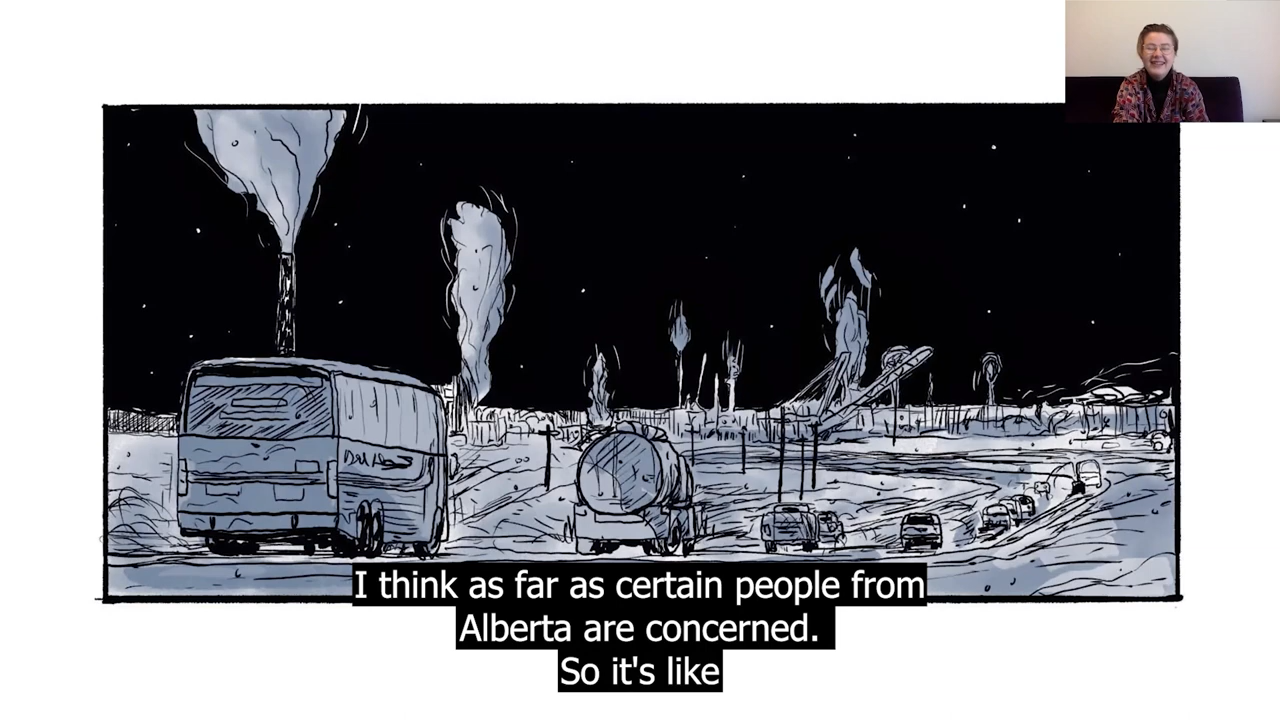 I think as far as certain people from
Alberta are concerned.
So it's like